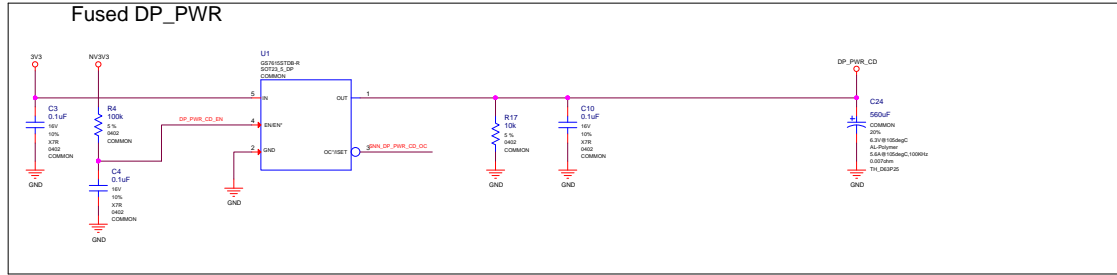 Fused DP_PWR
3V3
NV3V3
U1
GS7615STDB-R
SOT23_5_DP
COMMON
DP_PWR_CD
5
IN
OUT
1
C3
0.1uF
16V
10%
X7R
0402
COMMON
GND
R4
100k
5 %
0402
COMMON
DP_PWR_CD_EN
4
EN/EN*
2
GND
OC*/ISET
3
SNN_DP_PWR_CD_OC
GND
C4
0.1uF
16V
10%
X7R
0402
COMMON
GND
R17
10k
5 %
0402
COMMON
GND
C10
0.1uF
16V
10%
X7R
0402
COMMON
GND
C24
560uF
COMMON
20%
6.3V@105degC
AL-Polymer
5.6A@105degC,100KHz
0.007ohm
TH_D63P25
GND